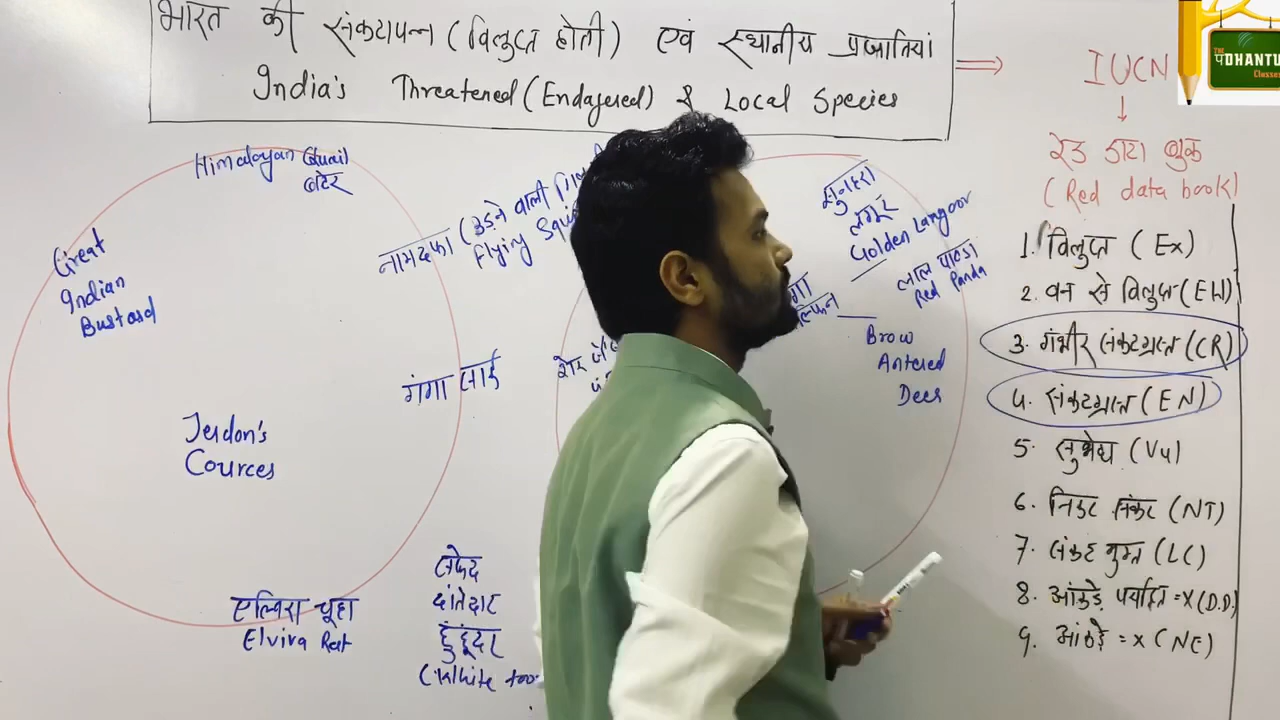 भारत की संकटापन्न (विलुप्त होती) एवं स्थानीय प्रजातियां
India's Threatened (Endagered) & Local Species
IUCN
रेड डाटा बुक
(Red data book)
THE
पDHANTU
Classes
Himalayan Quail
बटेर
Great
Indian
Bustard
Jerdon's
Cources
एल्विरा चूहा
Elvira Rat
नामदफा (उड़ने वाली
Flying
गंगा शार्क
सफेद
दांतेदार
छुछुंदर
(White
सुनहरा
लंगूर
Golden Langoor
लाल पाण्डा
Red Panda
Brow
Antered
Deer
1. विलुप्त (Ex)
2. वन से विलुप्त (EW)
3. गंभीर संकटग्रस्त (CR)
4. संकटग्रस्त (EN)
5. सुभेद्य (Vu)
6. निकट संकट (NT)
7. संकट मुक्त (LC)
8. आंकड़े पर्याप्त = X (D.D.)
9. आंकड़े = x (NE)